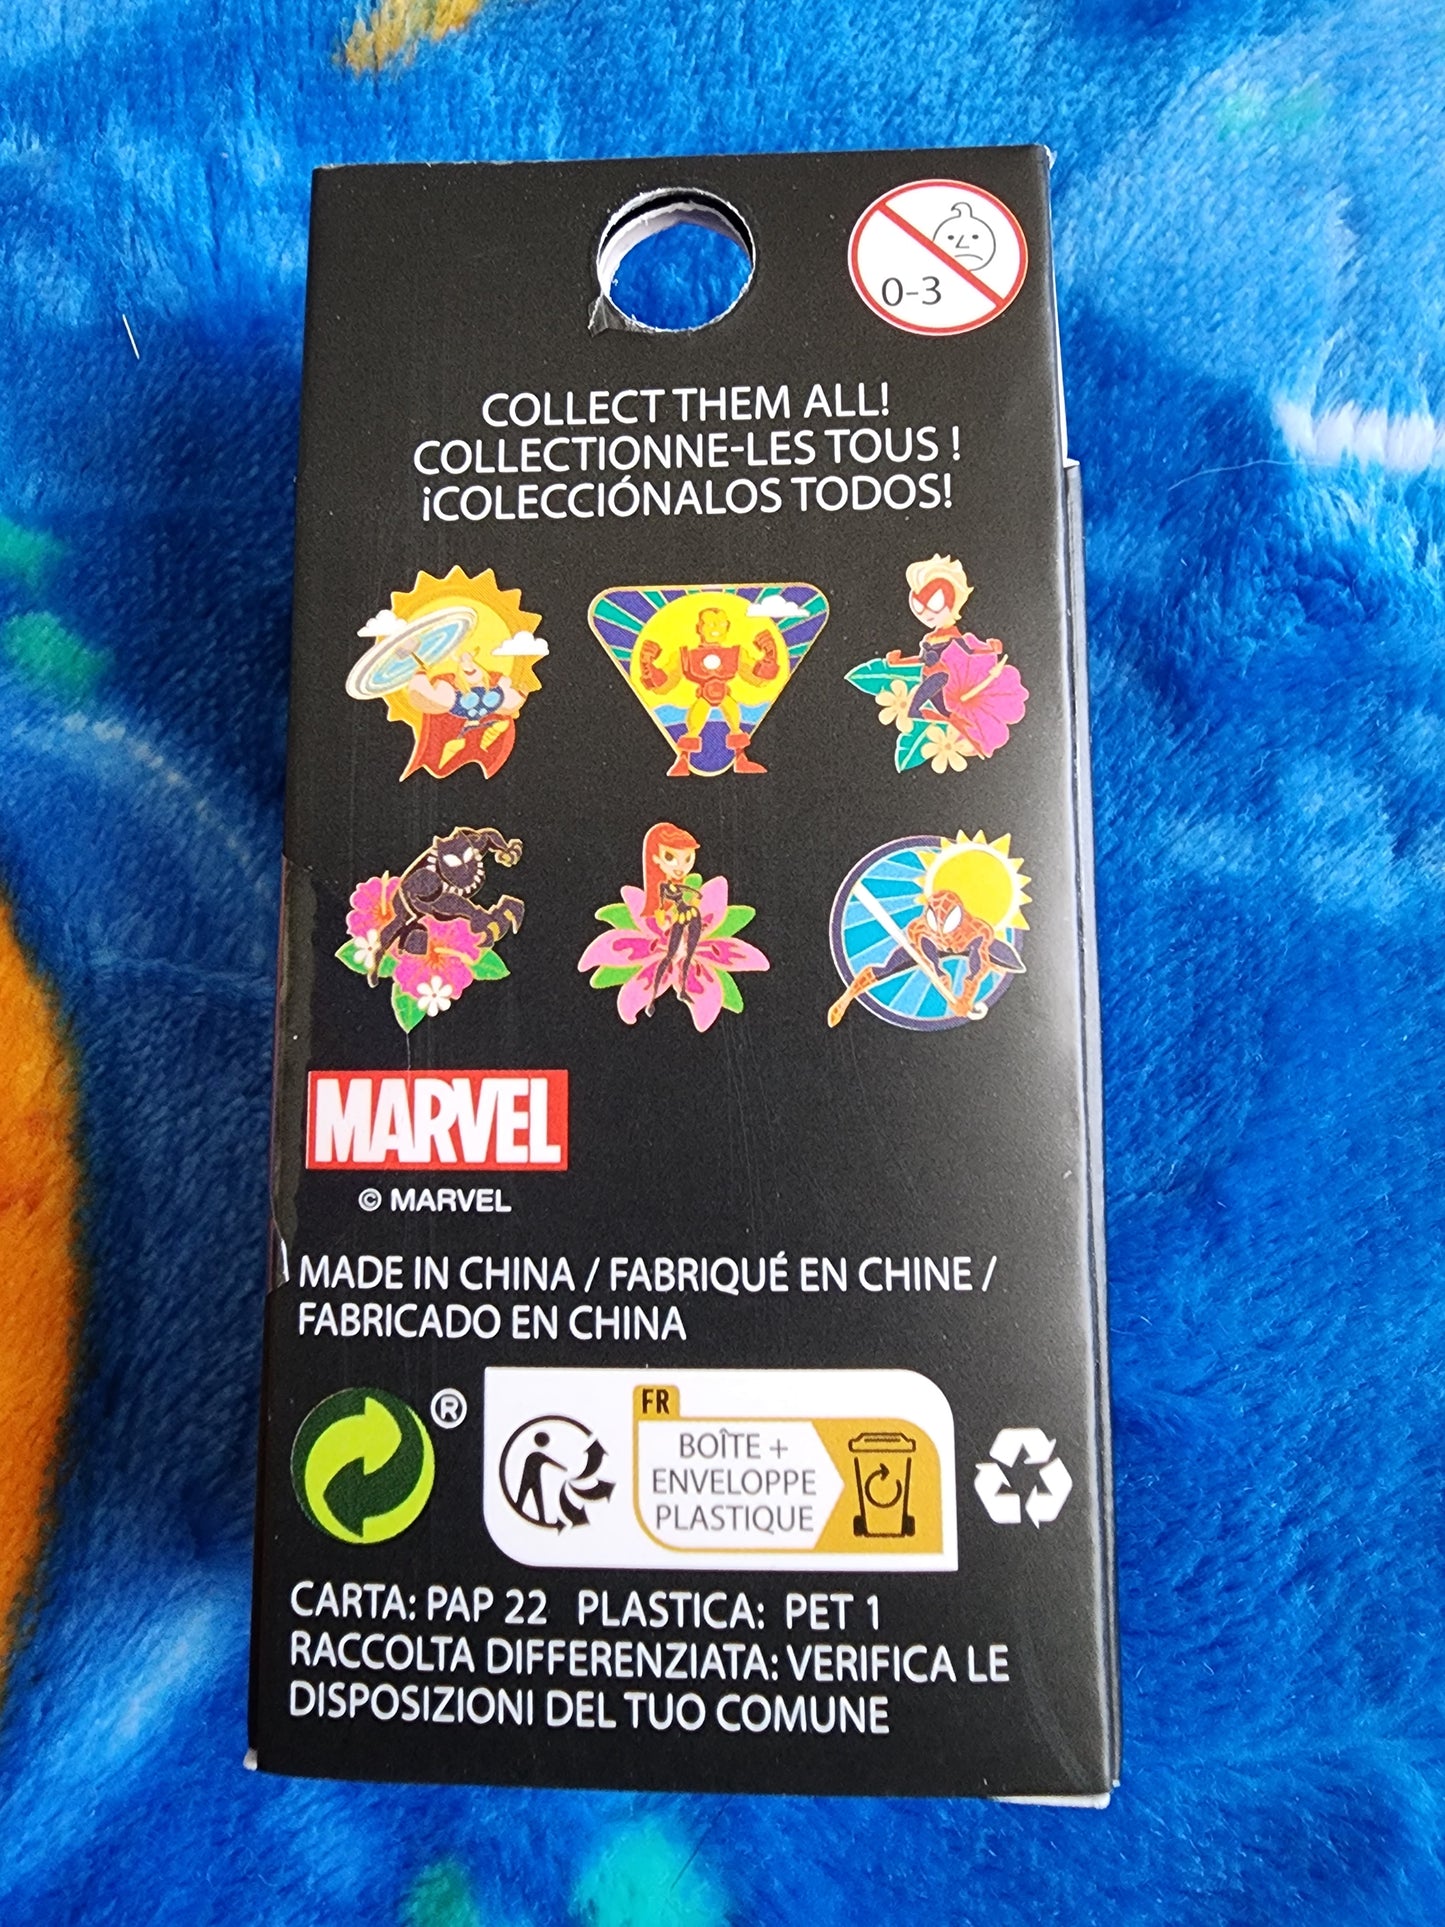 0-3
COLLECT THEM ALL!
COLLECTIONNE-LES TOUS !
¡COLECCIÓNALOS TODOS!
MARVEL
© MARVEL
MADE IN CHINA / FABRIQUÉ EN CHINE /
FABRICADO EN CHINA
®
FR
BOÎTE +
ENVELOPPE
PLASTIQUE
CARTA: PAP 22 PLASTICA: PET 1
RACCOLTA DIFFERENZIATA: VERIFICA LE
DISPOSIZIONI DEL TUO COMUNE